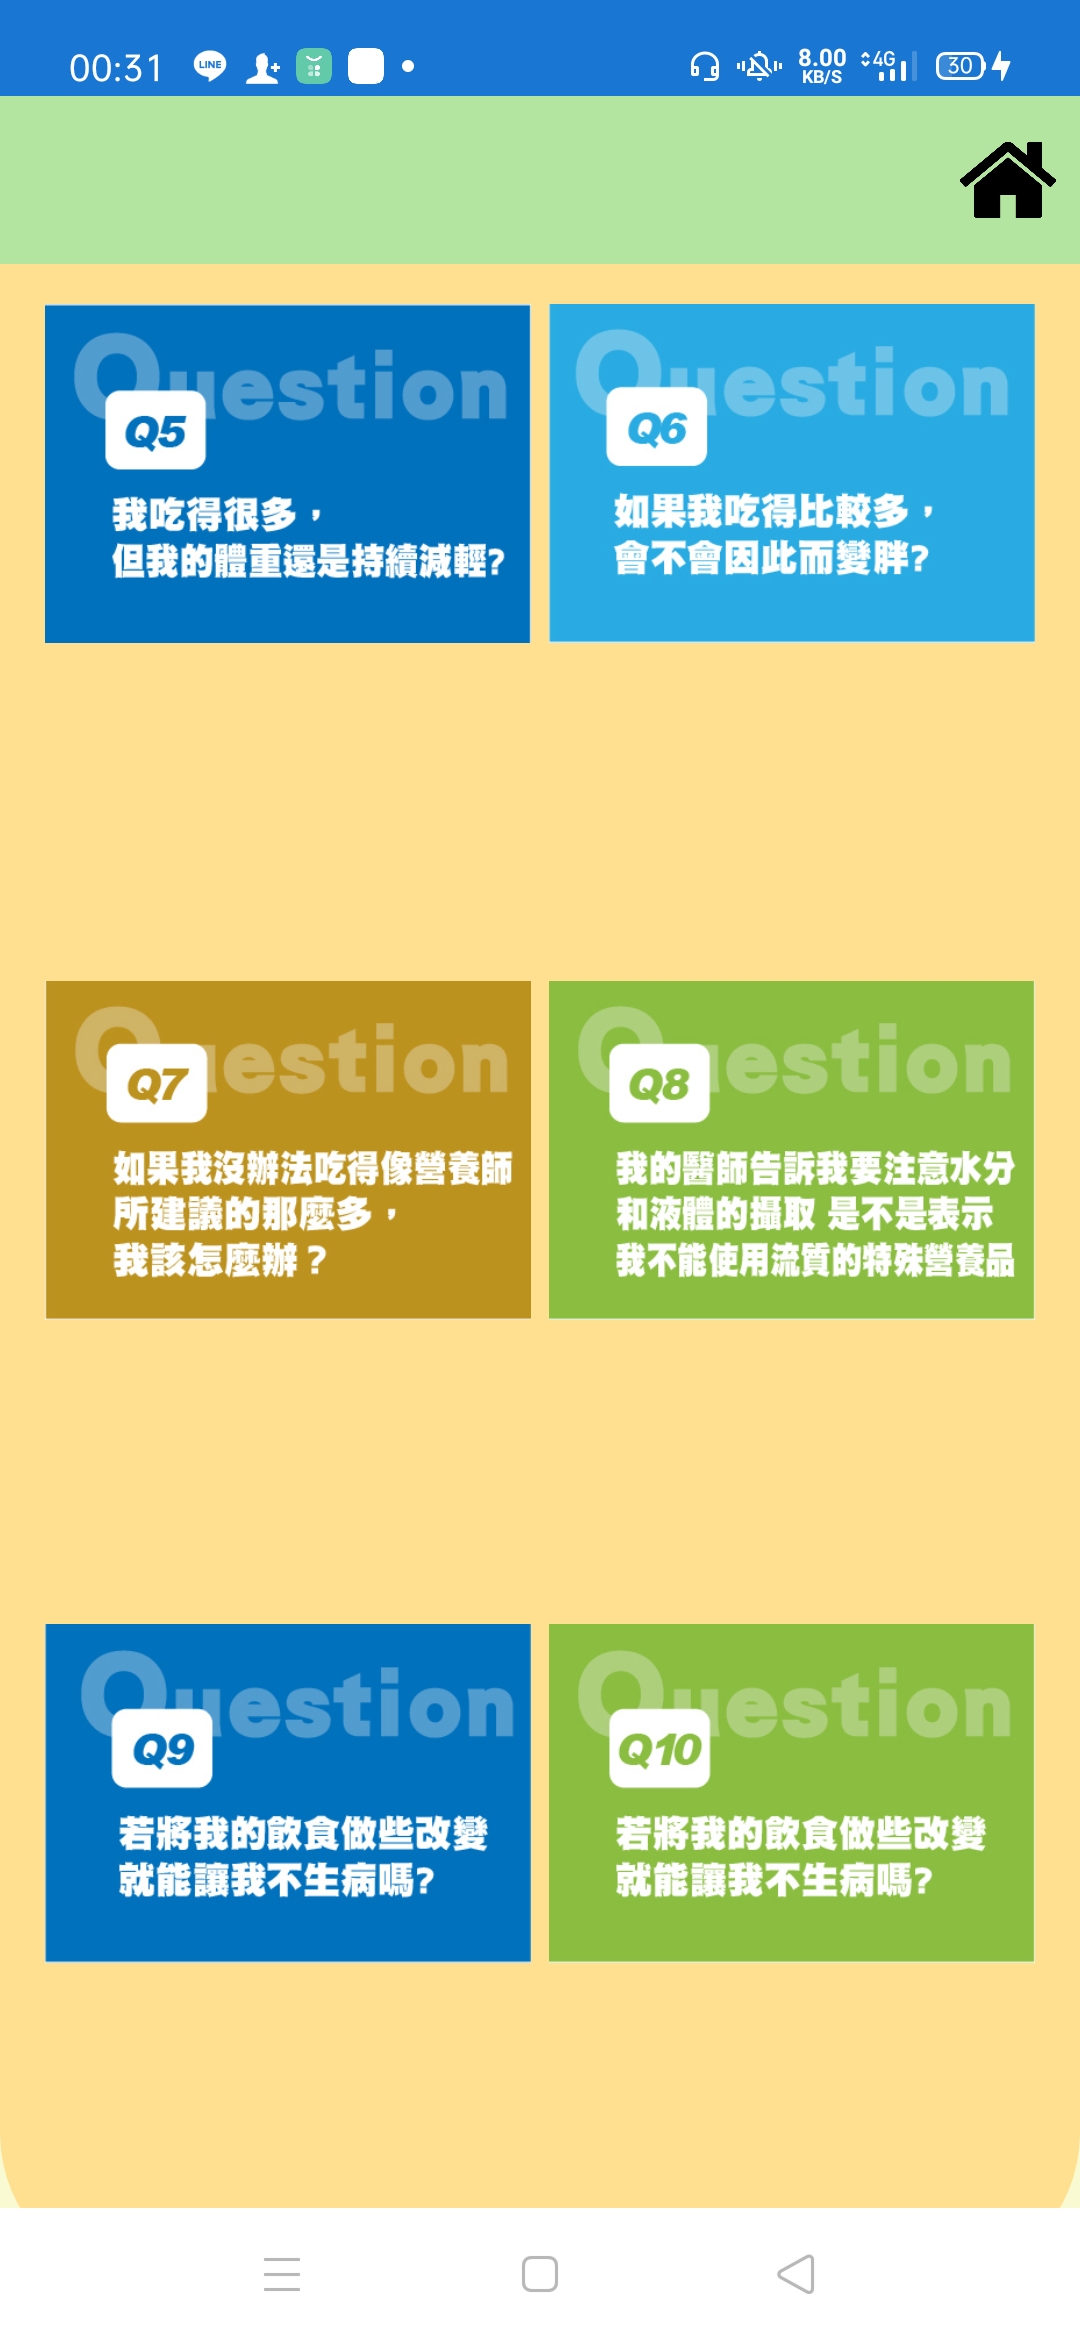 00:31
LINE
8.00
KB/S
4G
30
Question
Q5
我吃得很多，
但我的體重還是持續減輕?
Question
Q6
如果我吃得比較多，
會不會因此而變胖?
Question
Q7
如果我沒辦法吃得像營養師
所建議的那麼多，
我該怎麼辦？
Question
Q8
我的醫師告訴我要注意水分
和液體的攝取 是不是表示
我不能使用流質的特殊營養品
Question
Q9
若將我的飲食做些改變
就能讓我不生病嗎?
Question
Q10
若將我的飲食做些改變
就能讓我不生病嗎?